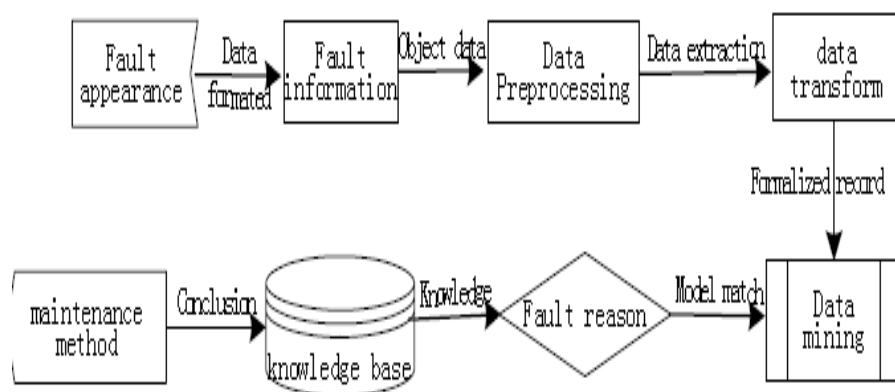 Fault
appearance
Data
formated
Fault
information
Object data
Data
Preprocessing
Data extraction
data
transform
Formalized record
maintenance
method
Conclusion
knowledge base
Knowledge
Fault reason
Model match
Data
mining